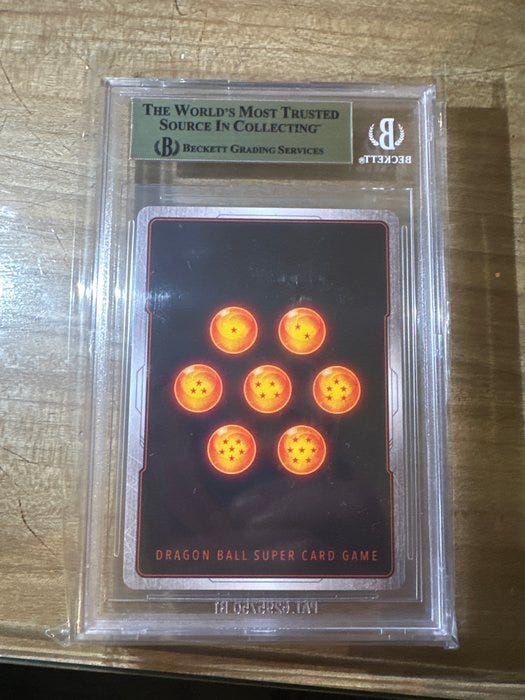 THE WORLD'S MOST TRUSTED
SOURCE IN COLLECTING™
B BECKETT GRADING SERVICES
B
BECKETT®
DRAGON BALL SUPER CARD GAME